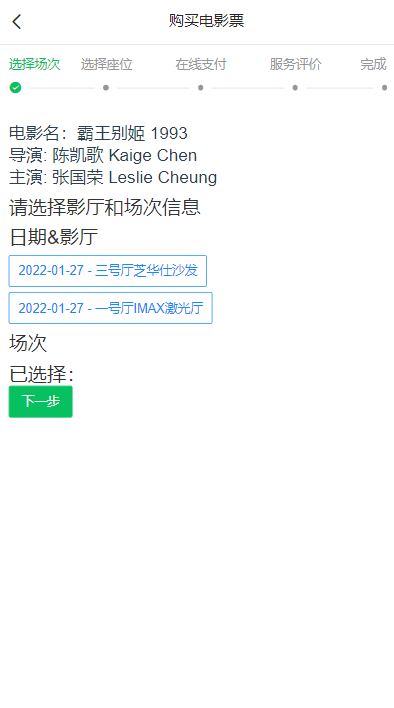 购买电影票
选择场次 选择座位 在线支付 服务评价 完成
电影名：霸王别姬 1993
导演: 陈凯歌 Kaige Chen
主演: 张国荣 Leslie Cheung
请选择影厅和场次信息
日期&影厅
2022-01-27 - 三号厅芝华仕沙发
2022-01-27 - 一号厅IMAX激光厅
场次
已选择：
下一步